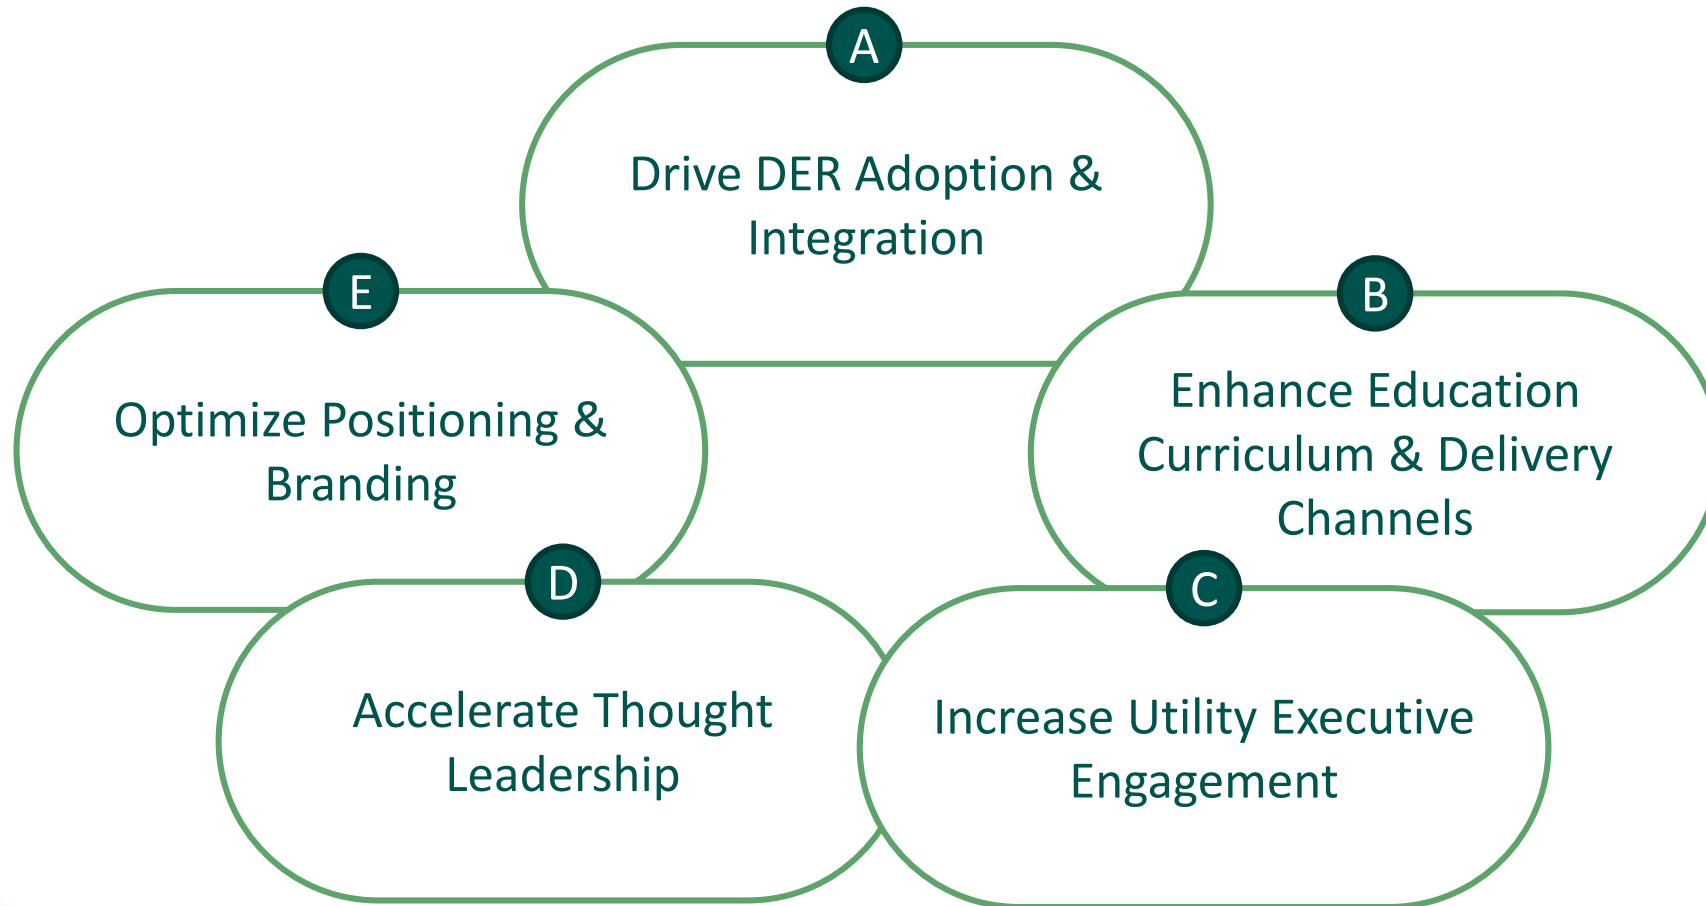 A
Drive DER Adoption &
Integration
B
Enhance Education
Curriculum & Delivery
Channels
C
Increase Utility Executive
Engagement
D
Accelerate Thought
Leadership
E
Optimize Positioning &
Branding